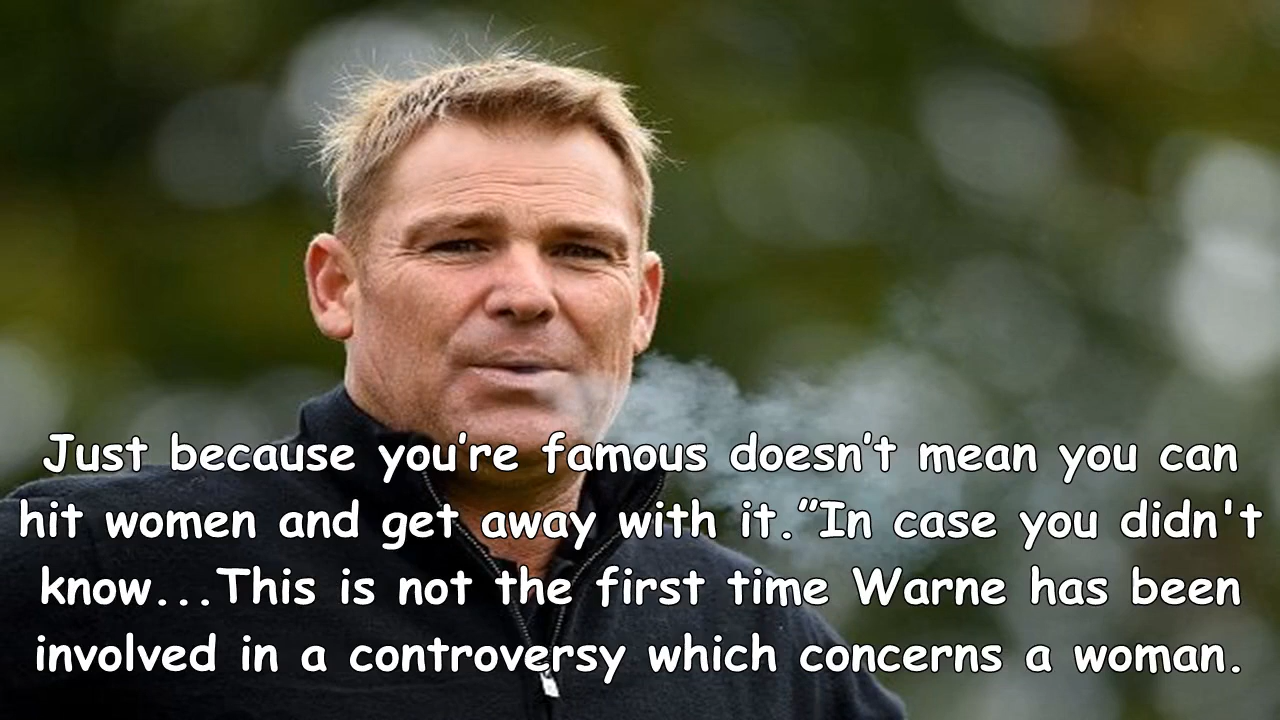 Just because you’re famous doesn’t mean you can
hit women and get away with it.”In case you didn't
know...This is not the first time Warne has been
involved in a controversy which concerns a woman.